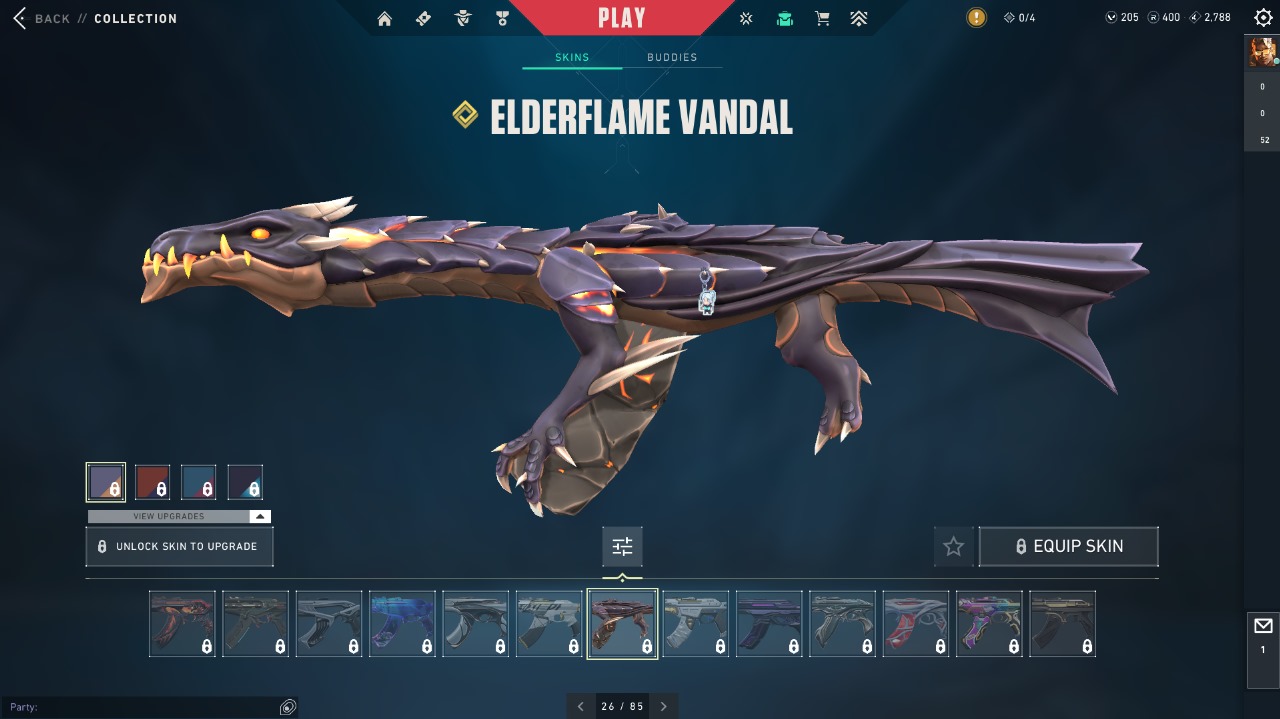 BACK // COLLECTION
PLAY
0/4
205
400
2,788
SKINS
BUDDIES
0
0
52
ELDERFLAME VANDAL
VIEW UPGRADES
UNLOCK SKIN TO UPGRADE
EQUIP SKIN
1
Party:
26 / 85